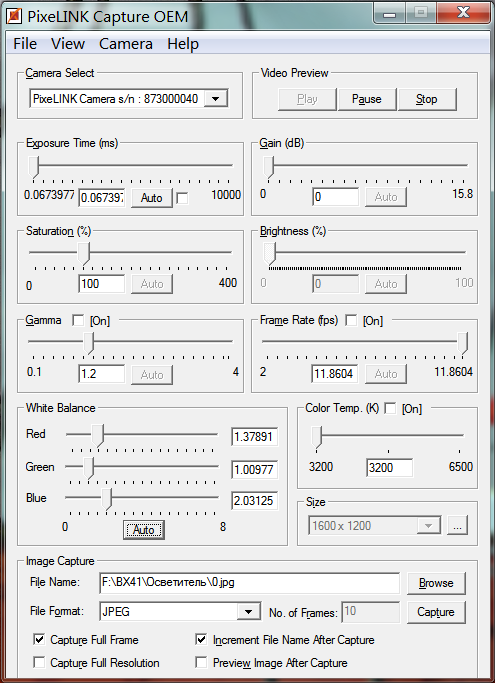 PixeLINK Capture OEM
File View Camera Help
Camera Select
Video Preview
PixeLINK Camera s/n : 873000040
Play Pause Stop
Exposure Time (ms)
Gain (dB)
0.0673977 0.067397 Auto 10000
0 0 Auto 15.8
Saturation (%)
Brightness (%)
0 100 Auto 400
0 0 Auto 100
Gamma [On]
Frame Rate (fps) [On]
0.1 1.2 Auto 4
2 11.8604 Auto 11.8604
White Balance
Color Temp. (K) [On]
Red 1.37891
Green 1.00977
Blue 2.03125
0 Auto 8
3200 3200 6500
Size
1600 x 1200 ...
Image Capture
File Name: F:\BX41\Осветитель\0.jpg Browse
File Format: JPEG No. of Frames: 10 Capture
Capture Full Frame Increment File Name After Capture
Capture Full Resolution Preview Image After Capture